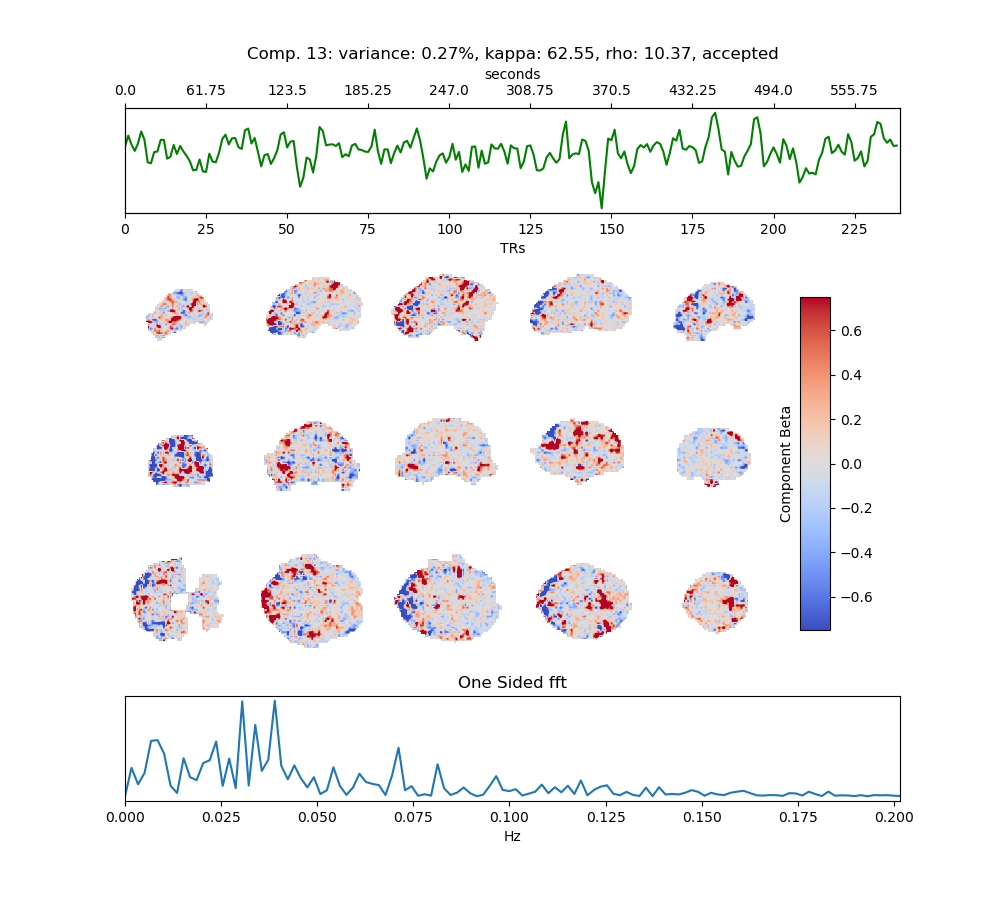 Comp. 13: variance: 0.27%, kappa: 62.55, rho: 10.37, accepted
seconds
0.0 61.75 123.5 185.25 247.0 308.75 370.5 432.25 494.0 555.75
0 25 50 75 100 125 150 175 200 225
TRs
0.6
0.4
0.2
0.0
−0.2
−0.4
−0.6
Component Beta
One Sided fft
0.000 0.025 0.050 0.075 0.100 0.125 0.150 0.175 0.200
Hz